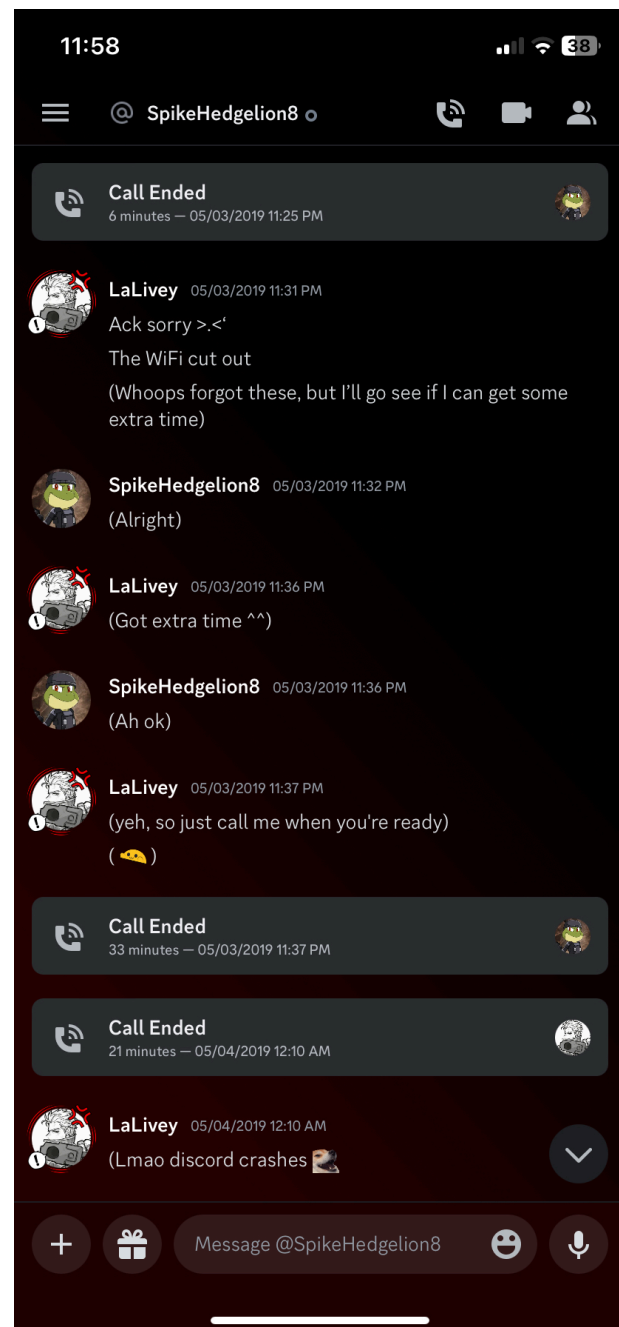 11:58
38
@ SpikeHedgelion8
Call Ended
6 minutes — 05/03/2019 11:25 PM
LaLivey 05/03/2019 11:31 PM
Ack sorry >.<‘
The WiFi cut out
(Whoops forgot these, but I’ll go see if I can get some
extra time)
SpikeHedgelion8 05/03/2019 11:32 PM
(Alright)
LaLivey 05/03/2019 11:36 PM
(Got extra time ^^)
SpikeHedgelion8 05/03/2019 11:36 PM
(Ah ok)
LaLivey 05/03/2019 11:37 PM
(yeh, so just call me when you're ready)
( )
Call Ended
33 minutes — 05/03/2019 11:37 PM
Call Ended
21 minutes — 05/04/2019 12:10 AM
LaLivey 05/04/2019 12:10 AM
(Lmao discord crashes
Message @SpikeHedgelion8